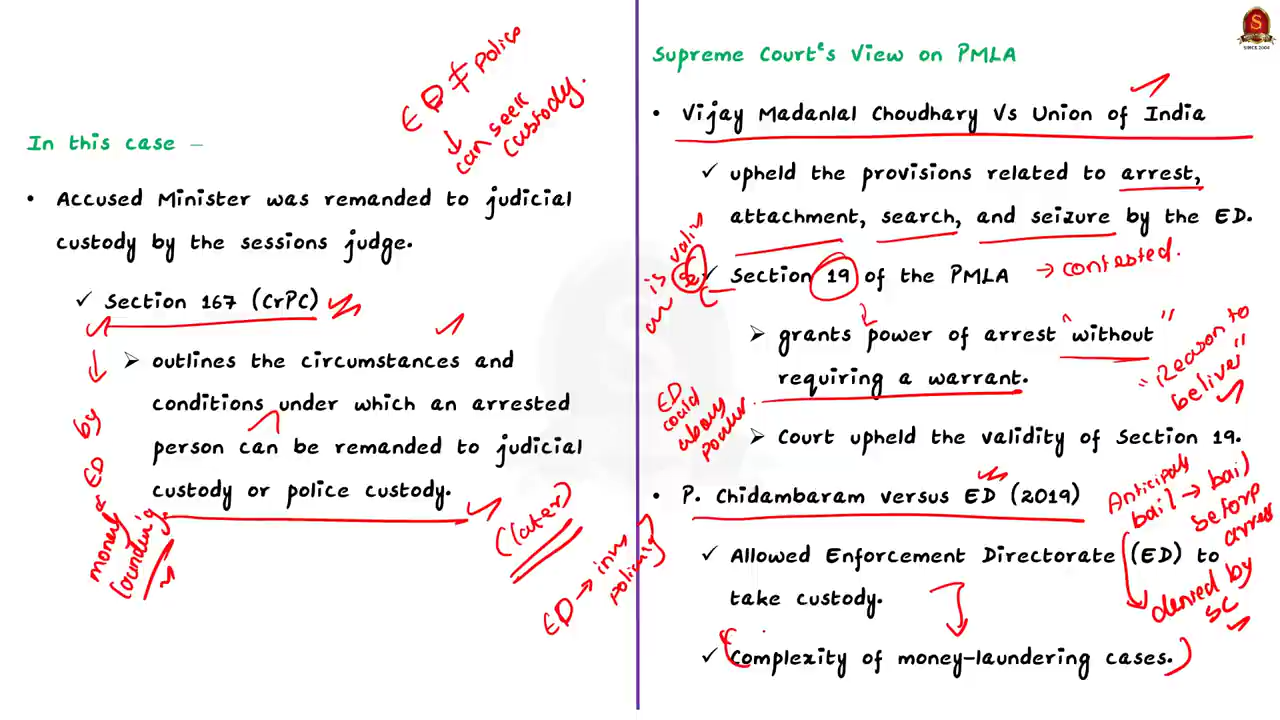 In this case –
• Accused Minister was remanded to judicial
custody by the sessions judge.
✓ Section 167 (CrPC)
➢ outlines the circumstances and
conditions under which an arrested
person can be remanded to judicial
custody or police custody.
ED ≠ police
can seek
custody.
by
ED
money
(later)
Supreme Court's View on PMLA
• Vijay Madanlal Choudhary Vs Union of India
✓ upheld the provisions related to arrest,
attachment, search, and seizure by the ED.
✓ Section 19 of the PMLA → contested.
➢ grants power of arrest "without"
requiring a warrant.
➢ Court upheld the validity of Section 19.
is valid
"Reason to
ED
could
power
• P. Chidambaram versus ED (2019)
✓ Allowed Enforcement Directorate (ED) to
take custody.
✓ Complexity of money-laundering cases.
bail → bail
before
denied by
SC
ED →
S
SINCE 2004